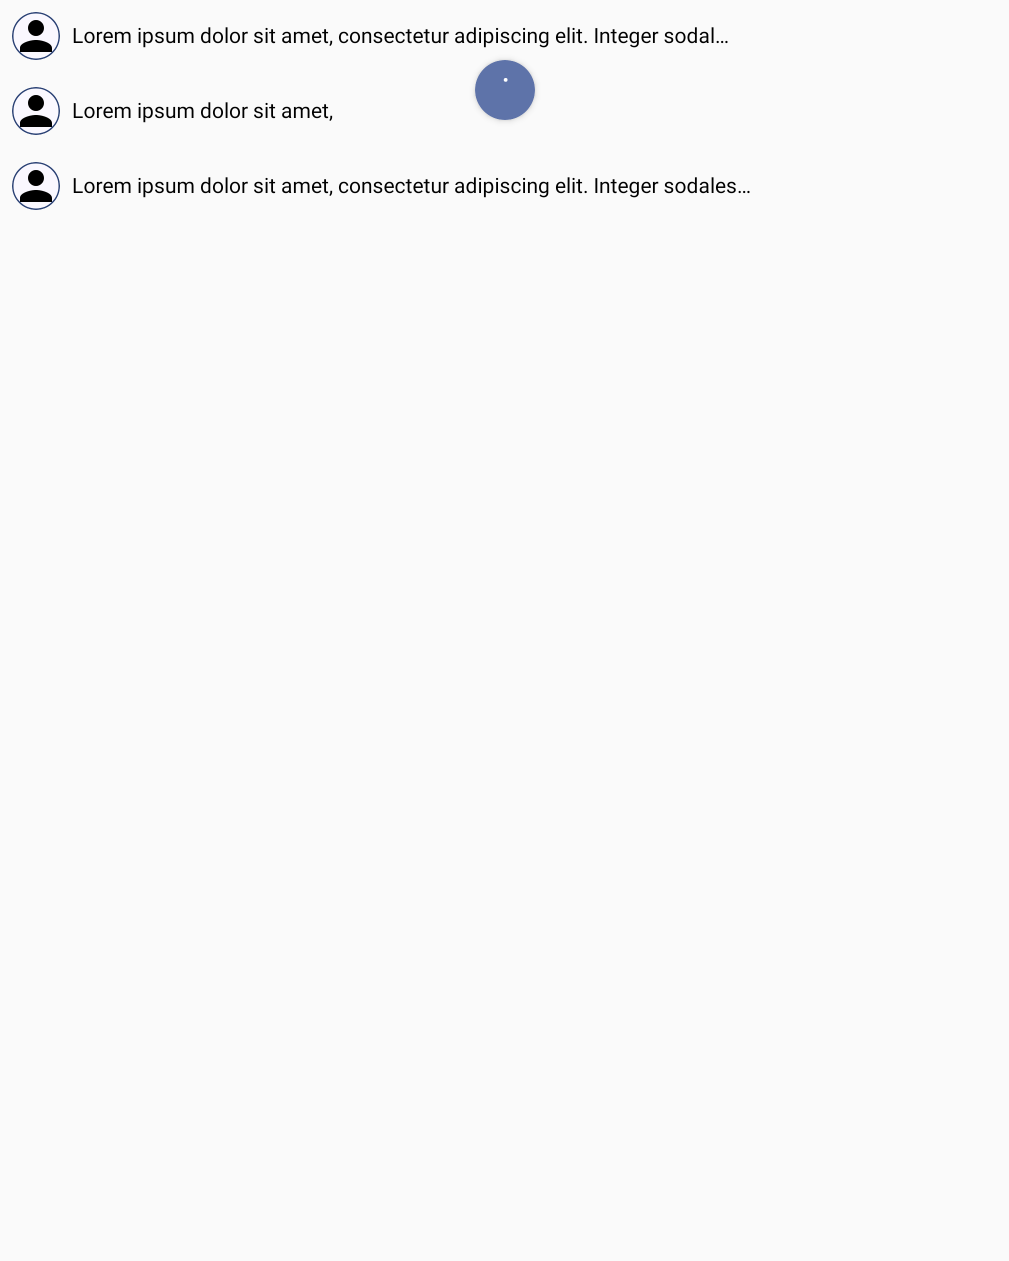 Lorem ipsum dolor sit amet, consectetur adipiscing elit. Integer sodal…
Lorem ipsum dolor sit amet,
Lorem ipsum dolor sit amet, consectetur adipiscing elit. Integer sodales…